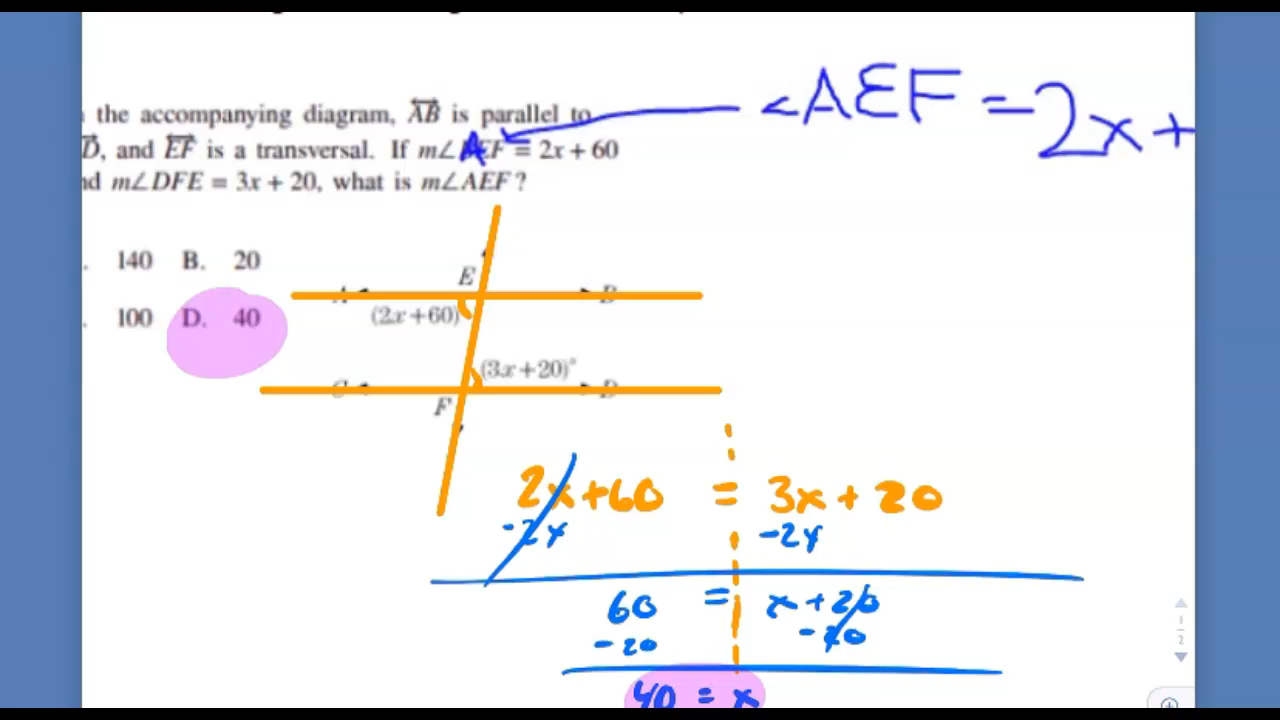 ∠AEF = 2x+
the accompanying diagram, AB is parallel to
D, and EF is a transversal. If m∠AEF = 2x + 60
nd m∠DFE = 3x + 20, what is m∠AEF?
. 140 B. 20
. 100 D. 40
E
A B
(2x+60)
(3x+20)°
C D
F
2x+60 = 3x+20
-2x -2x
60 = x+20
-20 -20
40 = x
1
2